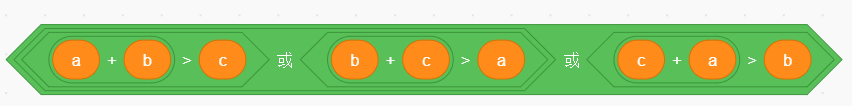 a + b > c 或 b + c > a 或 c + a > b